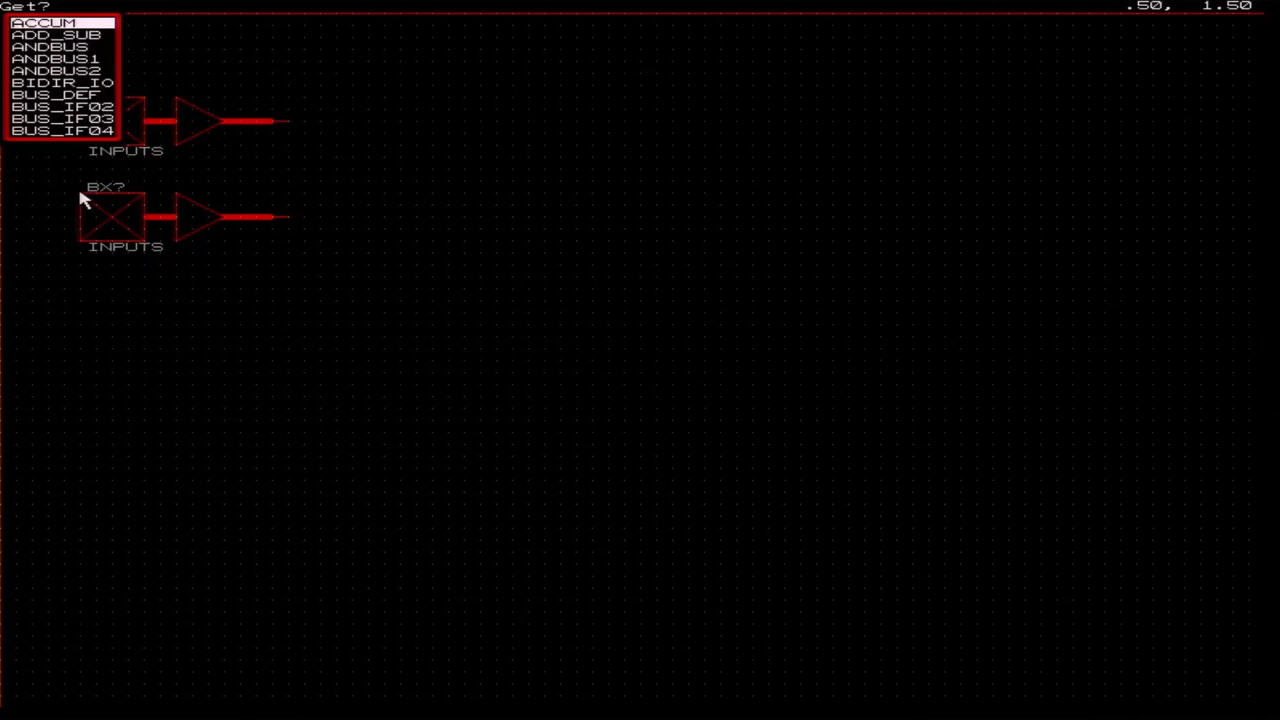 Get?
.50, 1.50
ACCUM
ADD_SUB
ANDBUS
ANDBUS1
ANDBUS2
BIDIR_IO
BUS_DEF
BUS_IF02
BUS_IF03
BUS_IF04
INPUTS
BX?
INPUTS